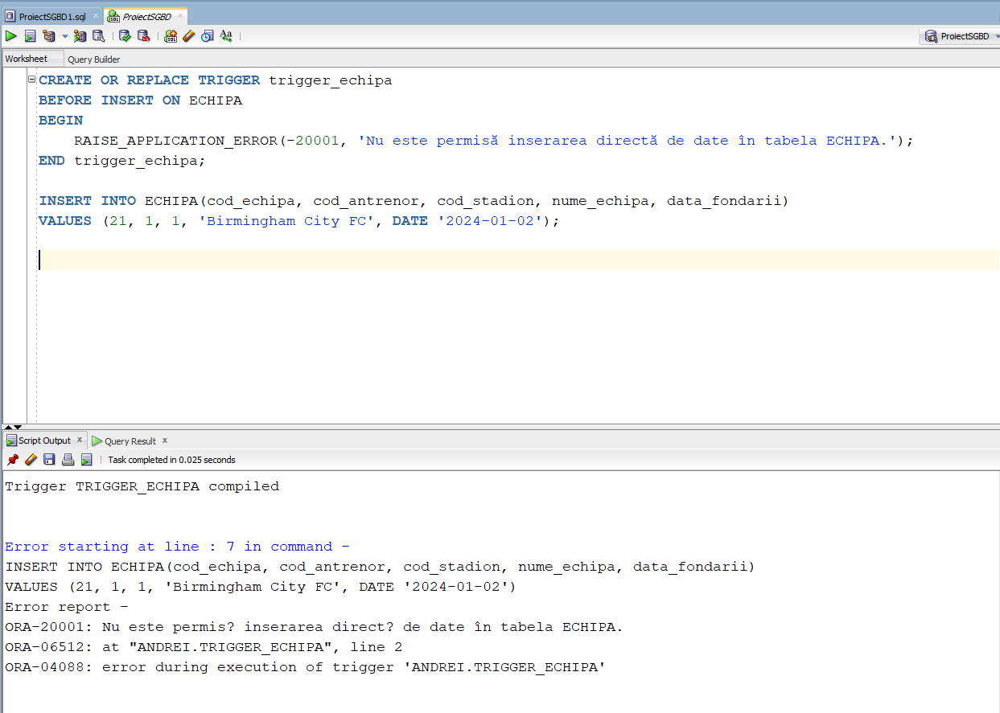 ProiectSGBD1.sql
ProiectSGBD
ProiectSGBD
Worksheet
Query Builder
CREATE OR REPLACE TRIGGER trigger_echipa
BEFORE INSERT ON ECHIPA
BEGIN
    RAISE_APPLICATION_ERROR(-20001, 'Nu este permisă inserarea directă de date în tabela ECHIPA.');
END trigger_echipa;
INSERT INTO ECHIPA(cod_echipa, cod_antrenor, cod_stadion, nume_echipa, data_fondarii)
VALUES (21, 1, 1, 'Birmingham City FC', DATE '2024-01-02');
Script Output x
Query Result x
Task completed in 0.025 seconds
Trigger TRIGGER_ECHIPA compiled
Error starting at line : 7 in command -
INSERT INTO ECHIPA(cod_echipa, cod_antrenor, cod_stadion, nume_echipa, data_fondarii)
VALUES (21, 1, 1, 'Birmingham City FC', DATE '2024-01-02')
Error report -
ORA-20001: Nu este permis? inserarea direct? de date în tabela ECHIPA.
ORA-06512: at "ANDREI.TRIGGER_ECHIPA", line 2
ORA-04088: error during execution of trigger 'ANDREI.TRIGGER_ECHIPA'